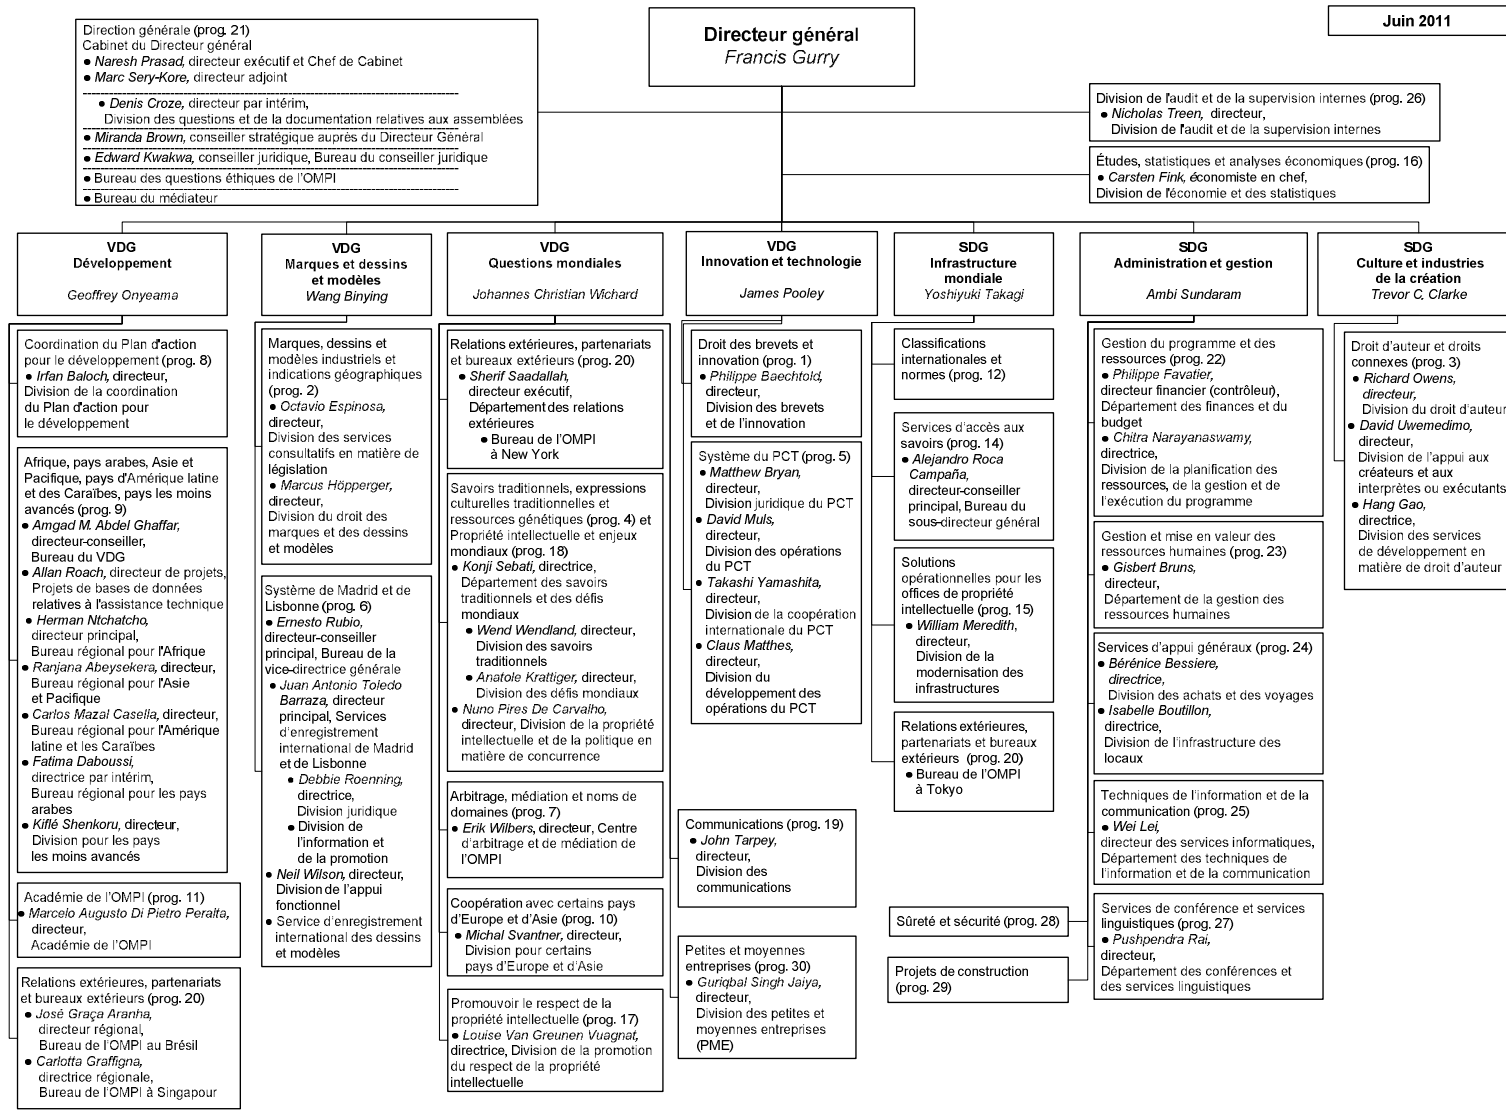 Juin 2011
Directeur général
Francis Gurry
Direction générale (prog. 21)
Cabinet du Directeur général
● Naresh Prasad, directeur exécutif et Chef de Cabinet
● Marc Sery-Kore, directeur adjoint
● Denis Croze, directeur par intérim,
Division des questions et de la documentation relatives aux assemblées
● Miranda Brown, conseiller stratégique auprès du Directeur Général
● Edward Kwakwa, conseiller juridique, Bureau du conseiller juridique
● Bureau des questions éthiques de l'OMPI
● Bureau du médiateur
Division de l'audit et de la supervision internes (prog. 26)
● Nicholas Treen, directeur,
Division de l'audit et de la supervision internes
Études, statistiques et analyses économiques (prog. 16)
● Carsten Fink, économiste en chef,
Division de l'économie et des statistiques
VDG
Développement
Geoffrey Onyeama
Coordination du Plan d'action
pour le développement (prog. 8)
● Irfan Baloch, directeur,
Division de la coordination
du Plan d'action pour
le développement
Afrique, pays arabes, Asie et
Pacifique, pays d'Amérique latine
et des Caraïbes, pays les moins
avancés (prog. 9)
● Amgad M. Abdel Ghaffar,
directeur-conseiller,
Bureau du VDG
● Allan Roach, directeur de projets,
Projets de bases de données
relatives à l'assistance technique
● Herman Ntchatcho,
directeur principal,
Bureau régional pour l'Afrique
● Ranjana Abeysekera, directeur,
Bureau régional pour l'Asie
et Pacifique
● Carlos Mazal Casella, directeur,
Bureau régional pour l'Amérique
latine et les Caraïbes
● Fatima Daboussi,
directrice par intérim,
Bureau régional pour les pays
arabes
● Kiflé Shenkoru, directeur,
Division pour les pays
les moins avancés
Académie de l'OMPI (prog. 11)
● Marcelo Augusto Di Pietro Peralta,
directeur,
Académie de l'OMPI
Relations extérieures, partenariats
et bureaux extérieurs (prog. 20)
● José Graça Aranha,
directeur régional,
Bureau de l'OMPI au Brésil
● Carlotta Graffigna,
directrice régionale,
Bureau de l'OMPI à Singapour
VDG
Marques et dessins
et modèles
Wang Binying
Marques, dessins et
modèles industriels et
indications géographiques
(prog. 2)
● Octavio Espinosa,
directeur,
Division des services
consultatifs en matière de
législation
● Marcus Höpperger,
directeur,
Division du droit des
marques et des dessins
et modèles
Système de Madrid et de
Lisbonne (prog. 6)
● Ernesto Rubio,
directeur-conseiller
principal, Bureau de la
vice-directrice générale
● Juan Antonio Toledo
Barraza, directeur
principal, Services
d'enregistrement
international de Madrid
et de Lisbonne
● Debbie Roenning,
directrice,
Division juridique
● Division de
l'information et
de la promotion
● Neil Wilson, directeur,
Division de l'appui
fonctionnel
● Service d'enregistrement
international des dessins
et modèles
VDG
Questions mondiales
Johannes Christian Wichard
Relations extérieures, partenariats
et bureaux extérieurs (prog. 20)
● Sherif Saadallah,
directeur exécutif,
Département des relations
extérieures
● Bureau de l'OMPI
à New York
Savoirs traditionnels, expressions
culturelles traditionnelles et
ressources génétiques (prog. 4) et
Propriété intellectuelle et enjeux
mondiaux (prog. 18)
● Konji Sebati, directrice,
Département des savoirs
traditionnels et des défis
mondiaux
● Wend Wendland, directeur,
Division des savoirs
traditionnels
● Anatole Krattiger, directeur,
Division des défis mondiaux
● Nuno Pires De Carvalho,
directeur, Division de la propriété
intellectuelle et de la politique en
matière de concurrence
Arbitrage, médiation et noms de
domaines (prog. 7)
● Erik Wilbers, directeur, Centre
d'arbitrage et de médiation de
l'OMPI
Coopération avec certains pays
d'Europe et d'Asie (prog. 10)
● Michal Svantner, directeur,
Division pour certains
pays d'Europe et d'Asie
Promouvoir le respect de la
propriété intellectuelle (prog. 17)
● Louise Van Greunen Vuagnat,
directrice, Division de la promotion
du respect de la propriété
intellectuelle
VDG
Innovation et technologie
James Pooley
Droit des brevets et
innovation (prog. 1)
● Philippe Baechtold,
directeur,
Division des brevets
et de l'innovation
Système du PCT (prog. 5)
● Matthew Bryan,
directeur,
Division juridique du PCT
● David Muls,
directeur,
Division des opérations
du PCT
● Takashi Yamashita,
directeur,
Division de la coopération
internationale du PCT
● Claus Matthes,
directeur,
Division du
développement des
opérations du PCT
Communications (prog. 19)
● John Tarpey,
directeur,
Division des
communications
Petites et moyennes
entreprises (prog. 30)
● Guriqbal Singh Jaiya,
directeur,
Division des petites et
moyennes entreprises
(PME)
SDG
Infrastructure
mondiale
Yoshiyuki Takagi
Classifications
internationales et
normes (prog. 12)
Services d'accès aux
savoirs (prog. 14)
● Alejandro Roca
Campaña,
directeur-conseiller
principal, Bureau du
sous-directeur général
Solutions
opérationnelles pour les
offices de propriété
intellectuelle (prog. 15)
● William Meredith,
directeur,
Division de la
modernisation des
infrastructures
Relations extérieures,
partenariats et bureaux
extérieurs (prog. 20)
● Bureau de l'OMPI
à Tokyo
SDG
Administration et gestion
Ambi Sundaram
Gestion du programme et des
ressources (prog. 22)
● Philippe Favatier,
directeur financier (contrôleur),
Département des finances et du
budget
● Chitra Narayanaswamy,
directrice,
Division de la planification des
ressources, de la gestion et de
l'exécution du programme
Gestion et mise en valeur des
ressources humaines (prog. 23)
● Gisbert Bruns,
directeur,
Département de la gestion des
ressources humaines
Services d'appui généraux (prog. 24)
● Bérénice Bessiere,
directrice,
Division des achats et des voyages
● Isabelle Boutillon,
directrice,
Division de l'infrastructure des
locaux
Techniques de l'information et de la
communication (prog. 25)
● Wei Lei,
directeur des services informatiques,
Département des techniques de
l'information et de la communication
Services de conférence et services
linguistiques (prog. 27)
● Pushpendra Rai,
directeur,
Département des conférences et
des services linguistiques
Sûreté et sécurité (prog. 28)
Projets de construction
(prog. 29)
SDG
Culture et industries
de la création
Trevor C, Clarke
Droit d'auteur et droits
connexes (prog. 3)
● Richard Owens,
directeur,
Division du droit d'auteur
● David Uwemedimo,
directeur,
Division de l'appui aux
créateurs et aux
interprètes ou exécutants
● Hang Gao,
directrice,
Division des services
de développement en
matière de droit d'auteur